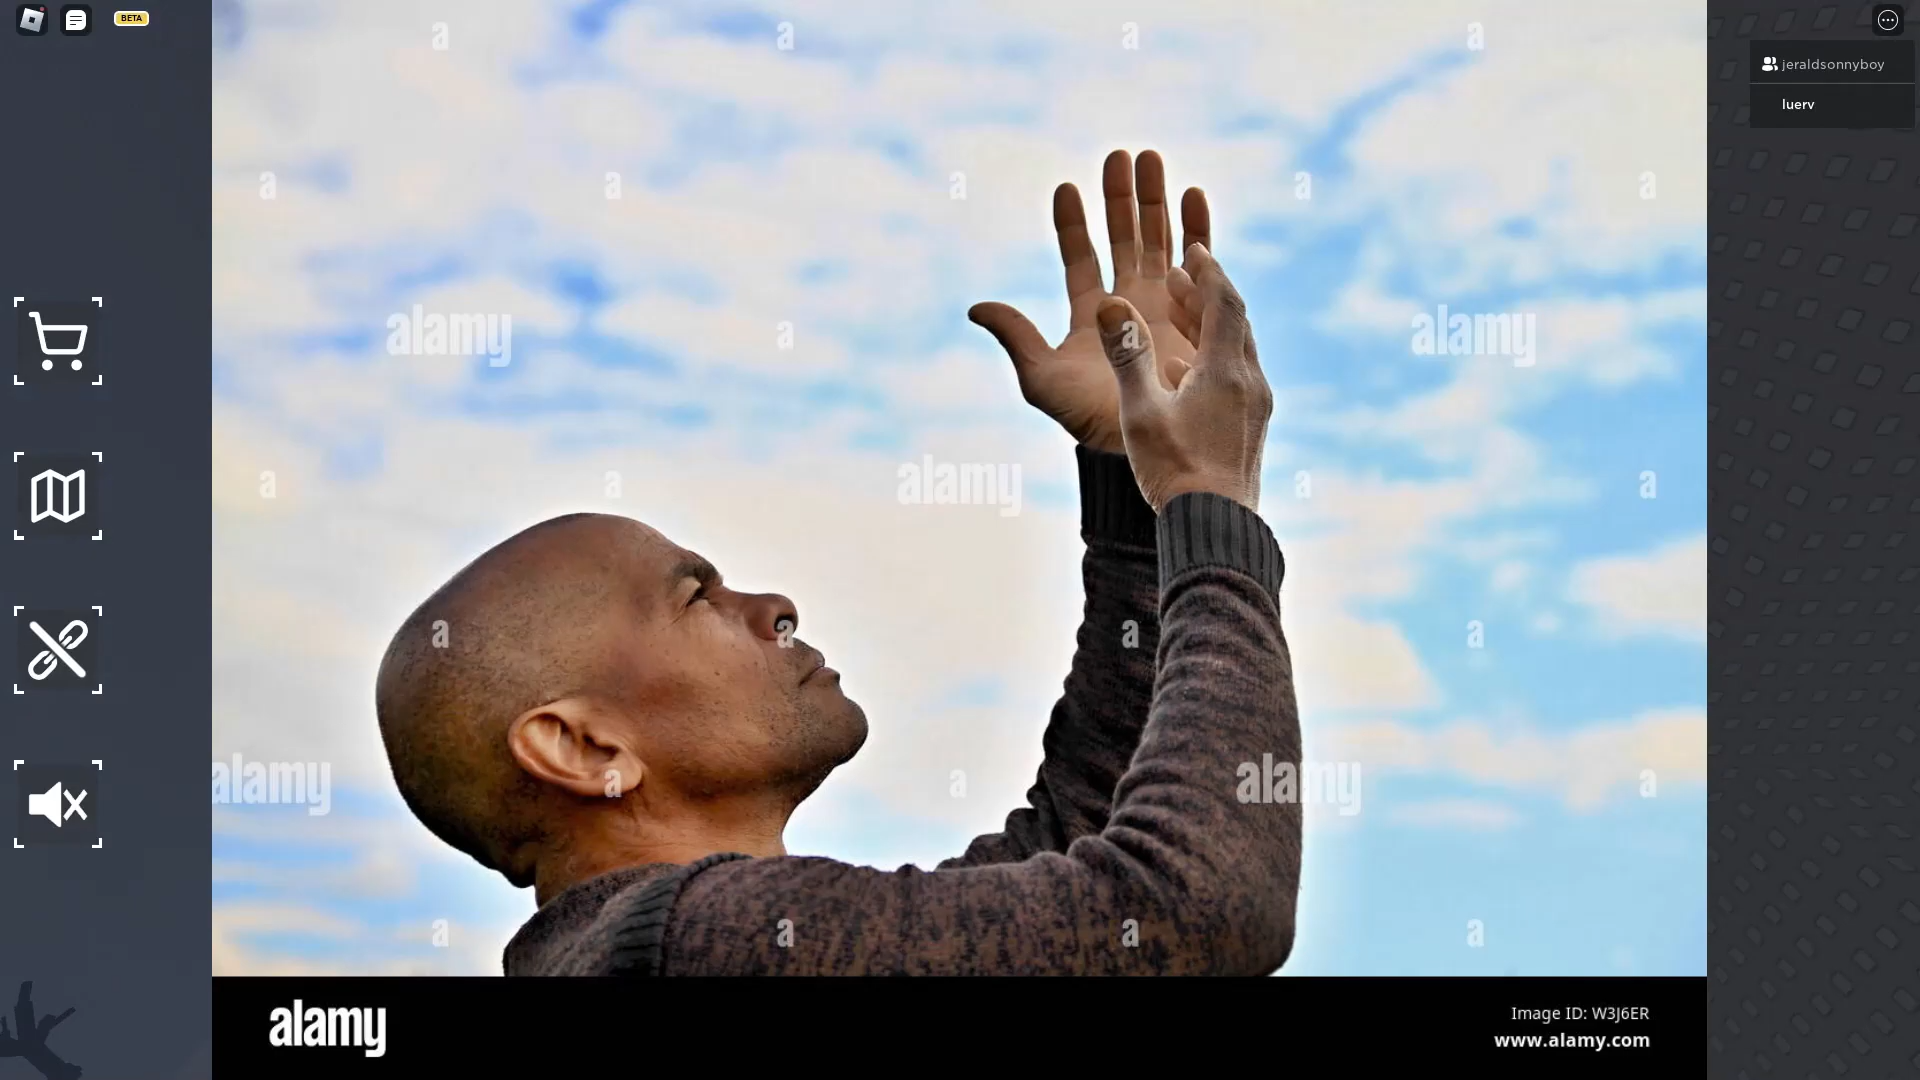 BETA
jeraldsonnyboy
luerv
a a a a
a a a a a
alamy a alamy
alamy
a a a a
a a a a
alamy a a alamy a
a a a a
alamy
Image ID: W3J6ER
www.alamy.com